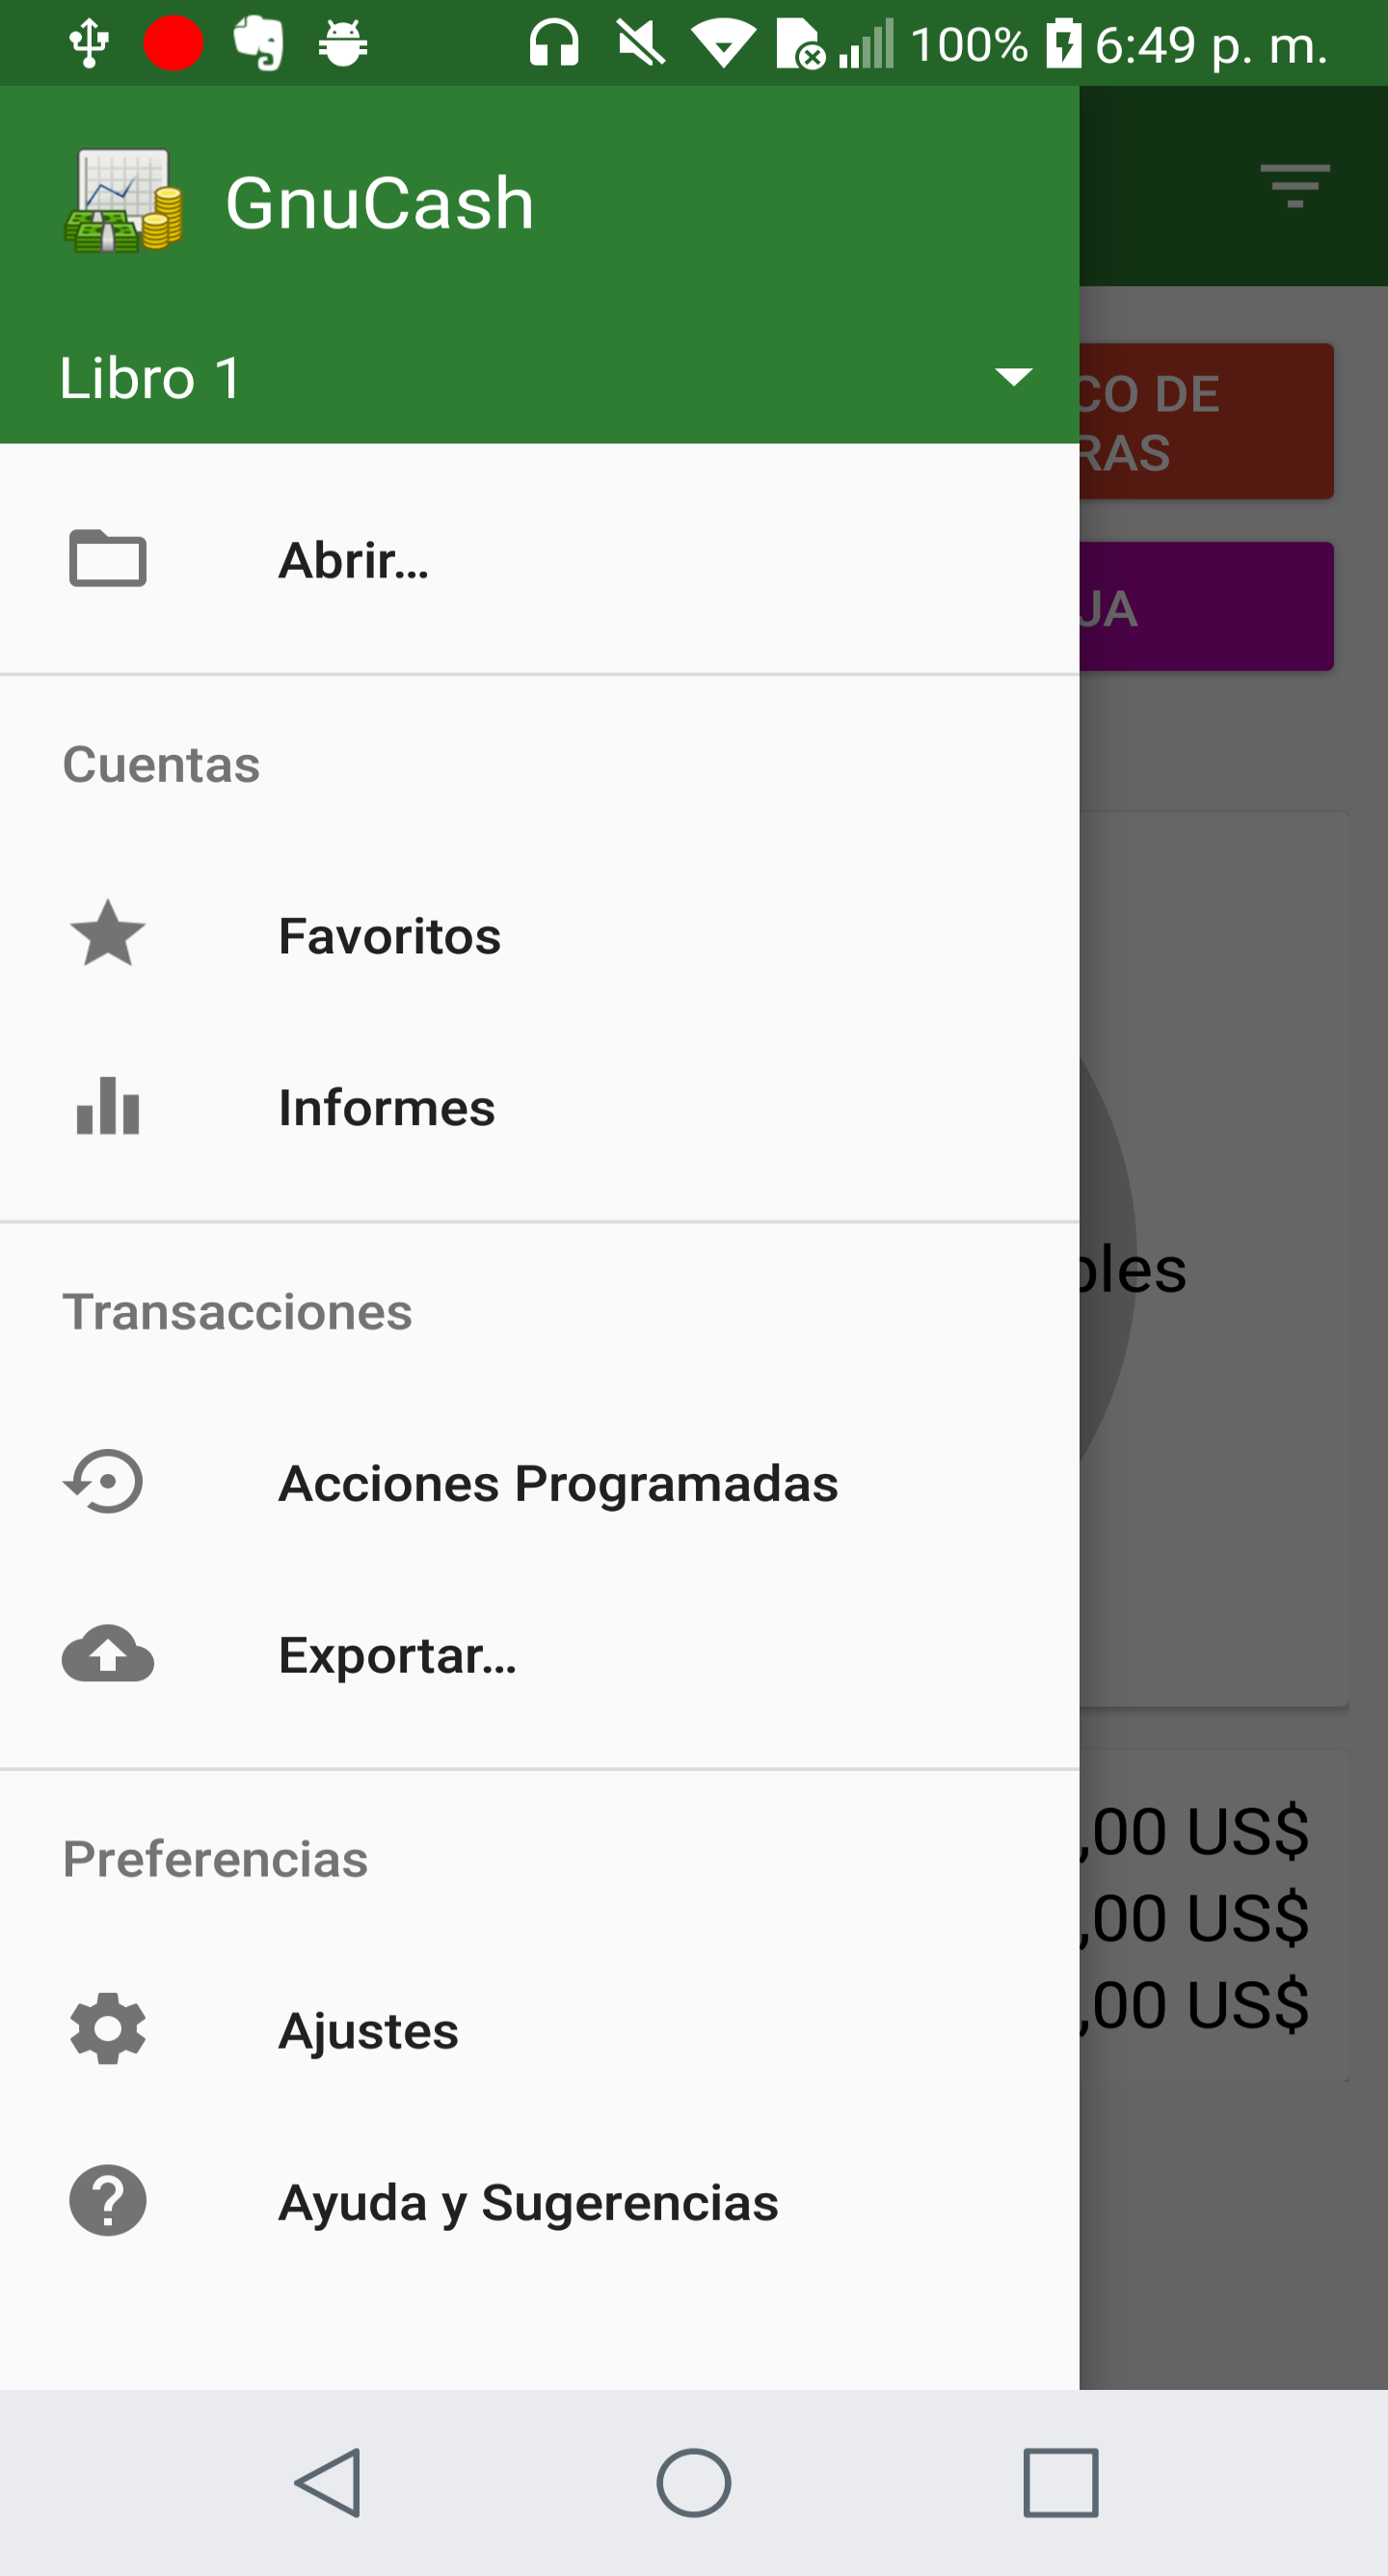 100% 6:49 p. m.
GnuCash
Libro 1
Abrir...
Cuentas
Favoritos
Informes
Transacciones
Acciones Programadas
Exportar...
Preferencias
Ajustes
Ayuda y Sugerencias
CO DE
RAS
JA
bles
,00 US$
,00 US$
,00 US$